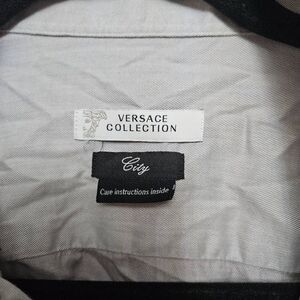 VERSACE
COLLECTION
City
Care instructions inside